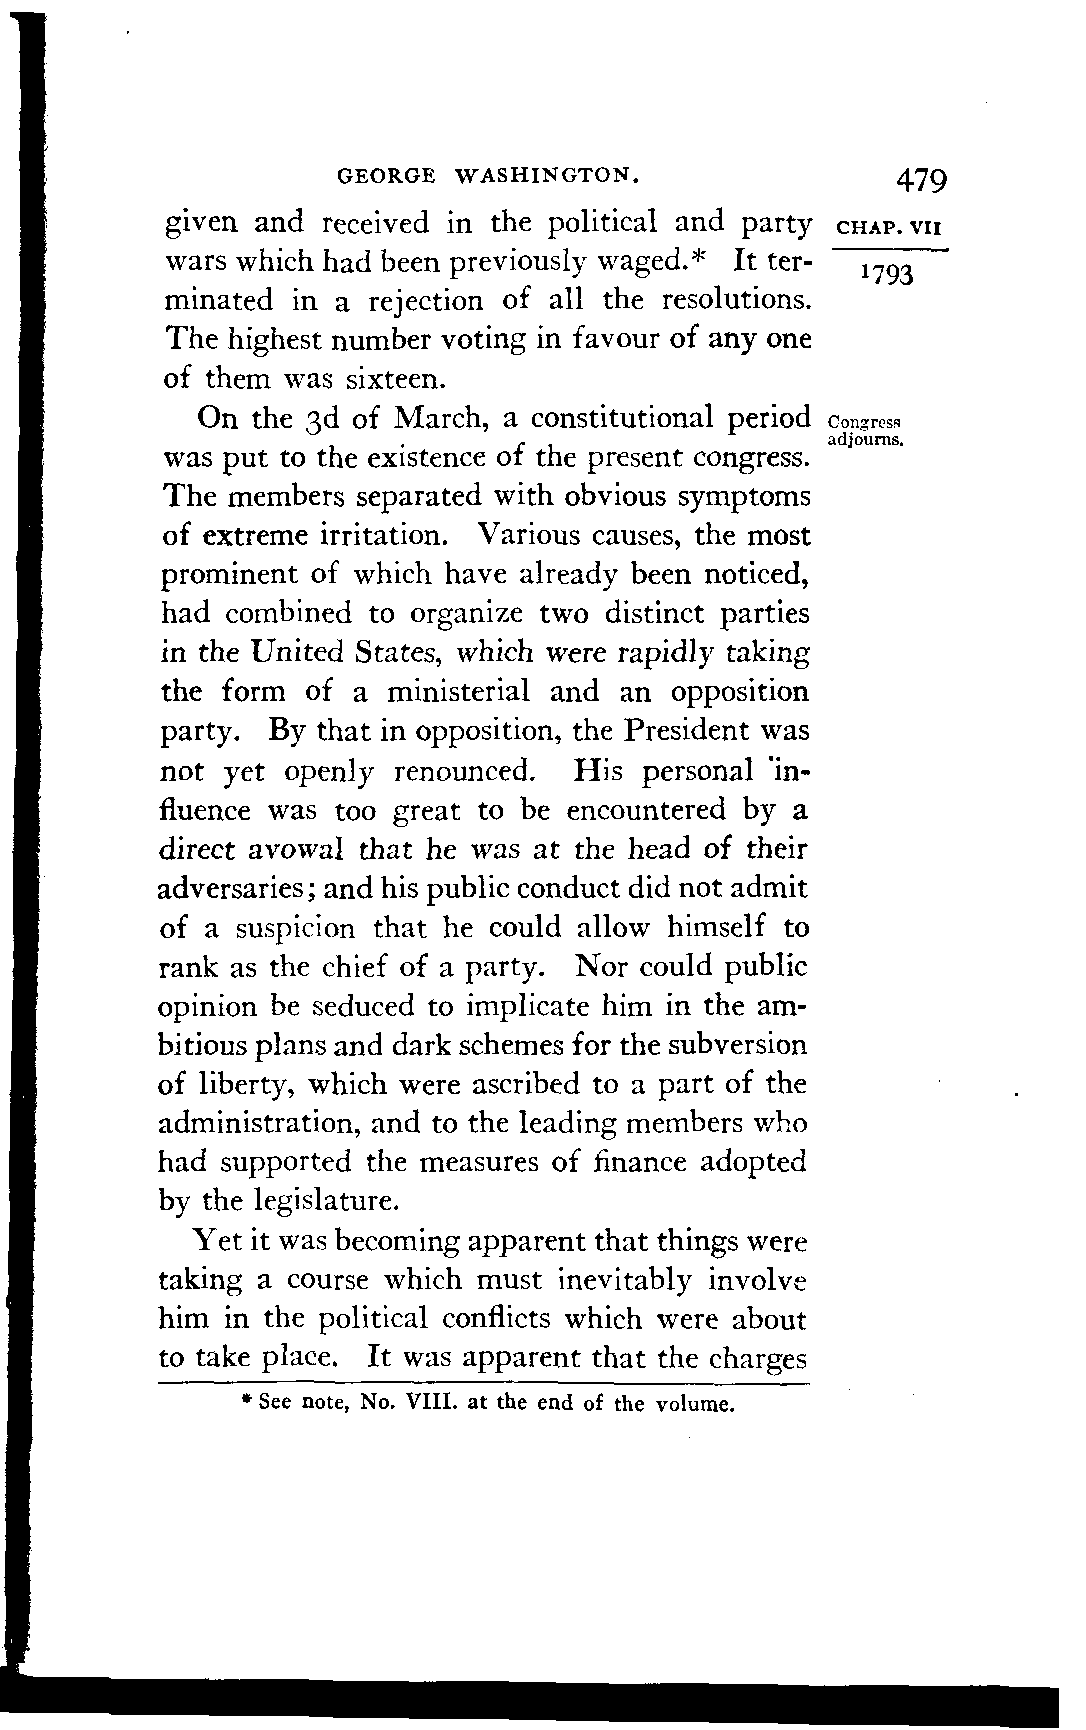 GEORGE WASHINGTON. 479
given and received in the political and party CHAP. VII
wars which had been previously waged.* It ter- 1793
minated in a rejection of all the resolutions.
The highest number voting in favour of any one
of them was sixteen.
On the 3d of March, a constitutional period Congress
adjourns.
was put to the existence of the present congress.
The members separated with obvious symptoms
of extreme irritation. Various causes, the most
prominent of which have already been noticed,
had combined to organize two distinct parties
in the United States, which were rapidly taking
the form of a ministerial and an opposition
party. By that in opposition, the President was
not yet openly renounced. His personal in-
fluence was too great to be encountered by a
direct avowal that he was at the head of their
adversaries; and his public conduct did not admit
of a suspicion that he could allow himself to
rank as the chief of a party. Nor could public
opinion be seduced to implicate him in the am-
bitious plans and dark schemes for the subversion
of liberty, which were ascribed to a part of the
administration, and to the leading members who
had supported the measures of finance adopted
by the legislature.
Yet it was becoming apparent that things were
taking a course which must inevitably involve
him in the political conflicts which were about
to take place. It was apparent that the charges
* See note, No. VIII. at the end of the volume.